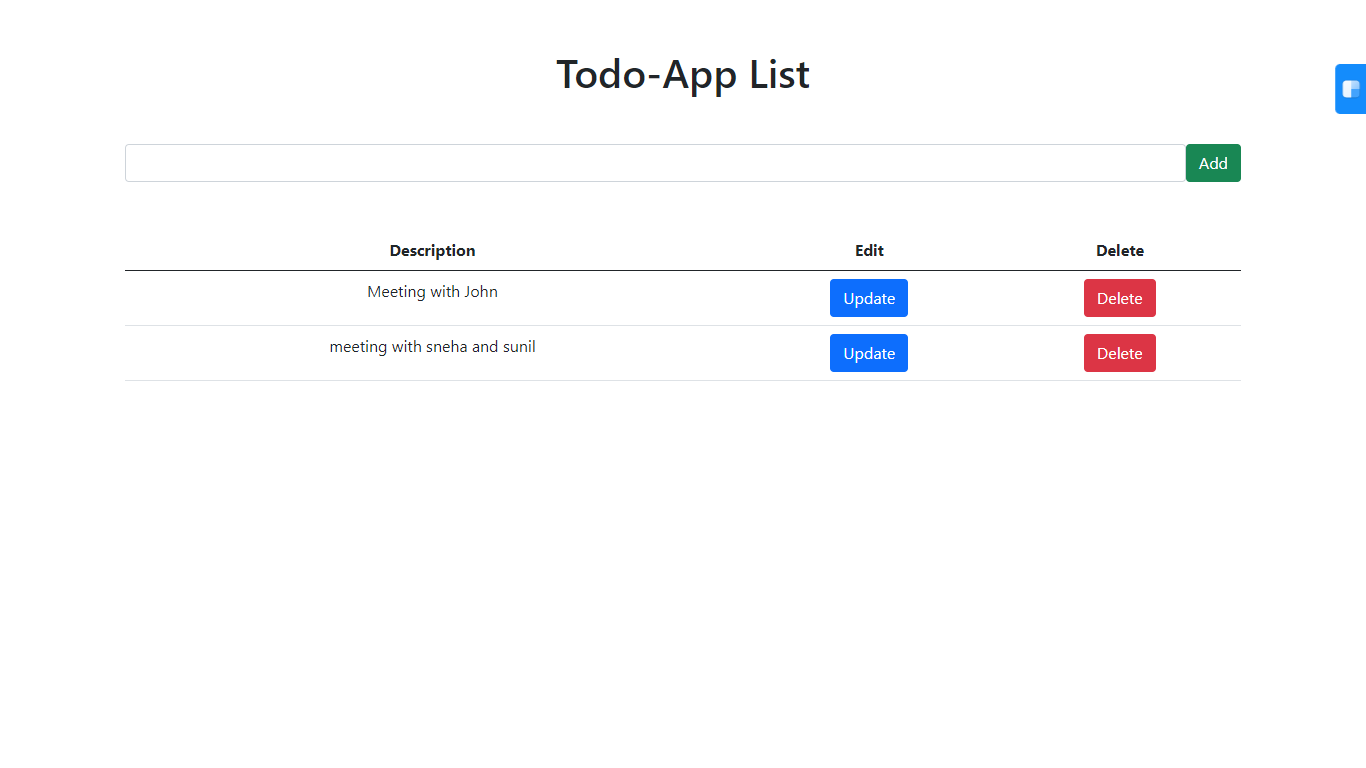 Todo-App List
Add
Description Edit Delete
Meeting with John Update Delete
meeting with sneha and sunil Update Delete